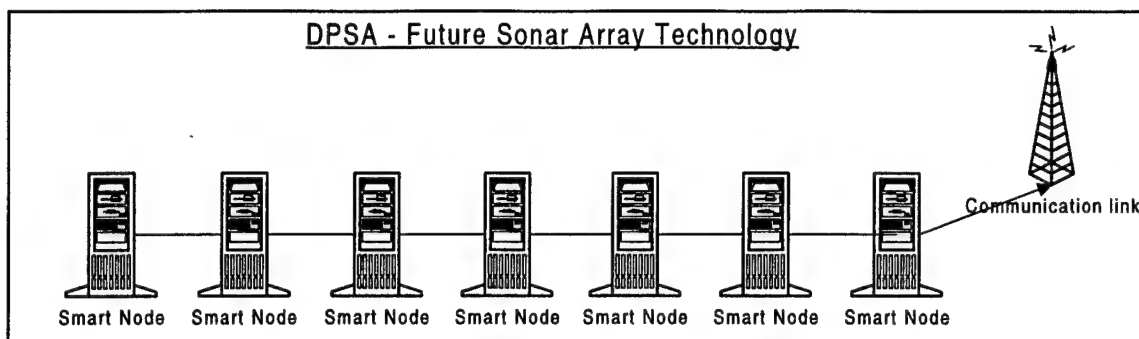 DPSA - Future Sonar Array Technology
Communication link
Smart Node Smart Node Smart Node Smart Node Smart Node Smart Node Smart Node